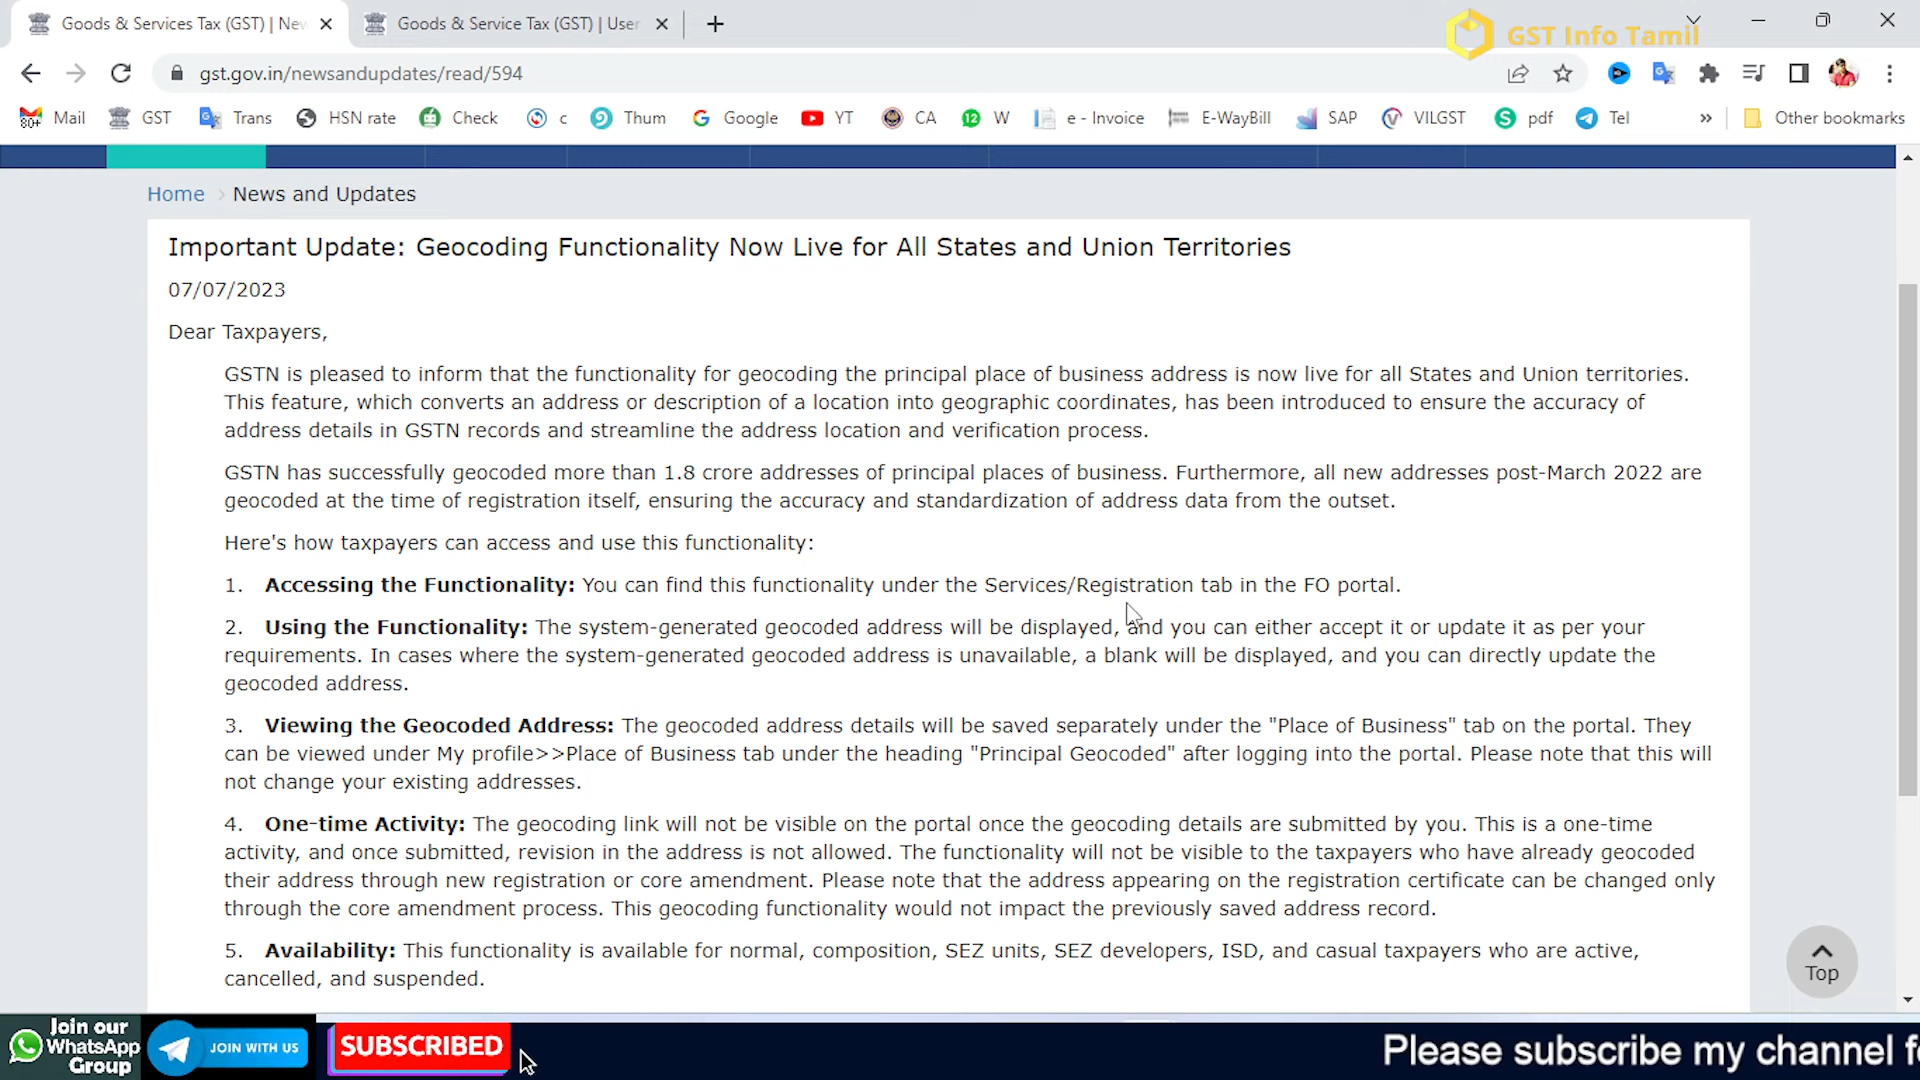 Goods & Services Tax (GST) | Nev
Goods & Service Tax (GST) | User
GST Info Tamil
gst.gov.in/newsandupdates/read/594
80+ Mail GST Trans HSN rate Check c Thum Google YT CA 12 W e - Invoice E-WayBill SAP VILGST S pdf Tel » Other bookmarks
Home News and Updates
Important Update: Geocoding Functionality Now Live for All States and Union Territories
07/07/2023
Dear Taxpayers,
GSTN is pleased to inform that the functionality for geocoding the principal place of business address is now live for all States and Union territories.
This feature, which converts an address or description of a location into geographic coordinates, has been introduced to ensure the accuracy of
address details in GSTN records and streamline the address location and verification process.
GSTN has successfully geocoded more than 1.8 crore addresses of principal places of business. Furthermore, all new addresses post-March 2022 are
geocoded at the time of registration itself, ensuring the accuracy and standardization of address data from the outset.
Here's how taxpayers can access and use this functionality:
1. Accessing the Functionality: You can find this functionality under the Services/Registration tab in the FO portal.
2. Using the Functionality: The system-generated geocoded address will be displayed, and you can either accept it or update it as per your
requirements. In cases where the system-generated geocoded address is unavailable, a blank will be displayed, and you can directly update the
geocoded address.
3. Viewing the Geocoded Address: The geocoded address details will be saved separately under the "Place of Business" tab on the portal. They
can be viewed under My profile>>Place of Business tab under the heading "Principal Geocoded" after logging into the portal. Please note that this will
not change your existing addresses.
4. One-time Activity: The geocoding link will not be visible on the portal once the geocoding details are submitted by you. This is a one-time
activity, and once submitted, revision in the address is not allowed. The functionality will not be visible to the taxpayers who have already geocoded
their address through new registration or core amendment. Please note that the address appearing on the registration certificate can be changed only
through the core amendment process. This geocoding functionality would not impact the previously saved address record.
5. Availability: This functionality is available for normal, composition, SEZ units, SEZ developers, ISD, and casual taxpayers who are active,
cancelled, and suspended.
Top
Join our
WhatsApp
Group
JOIN WITH US
SUBSCRIBED
Please subscribe my channel f